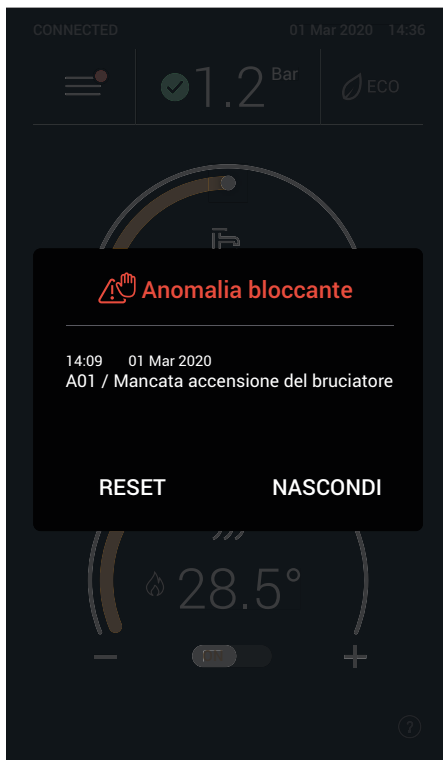 CONNECTED 01 Mar 2020 14:36
1.2 Bar
ECO
Anomalia bloccante
14:09 01 Mar 2020
A01 / Mancata accensione del bruciatore
RESET NASCONDI
28.5°
− +
?